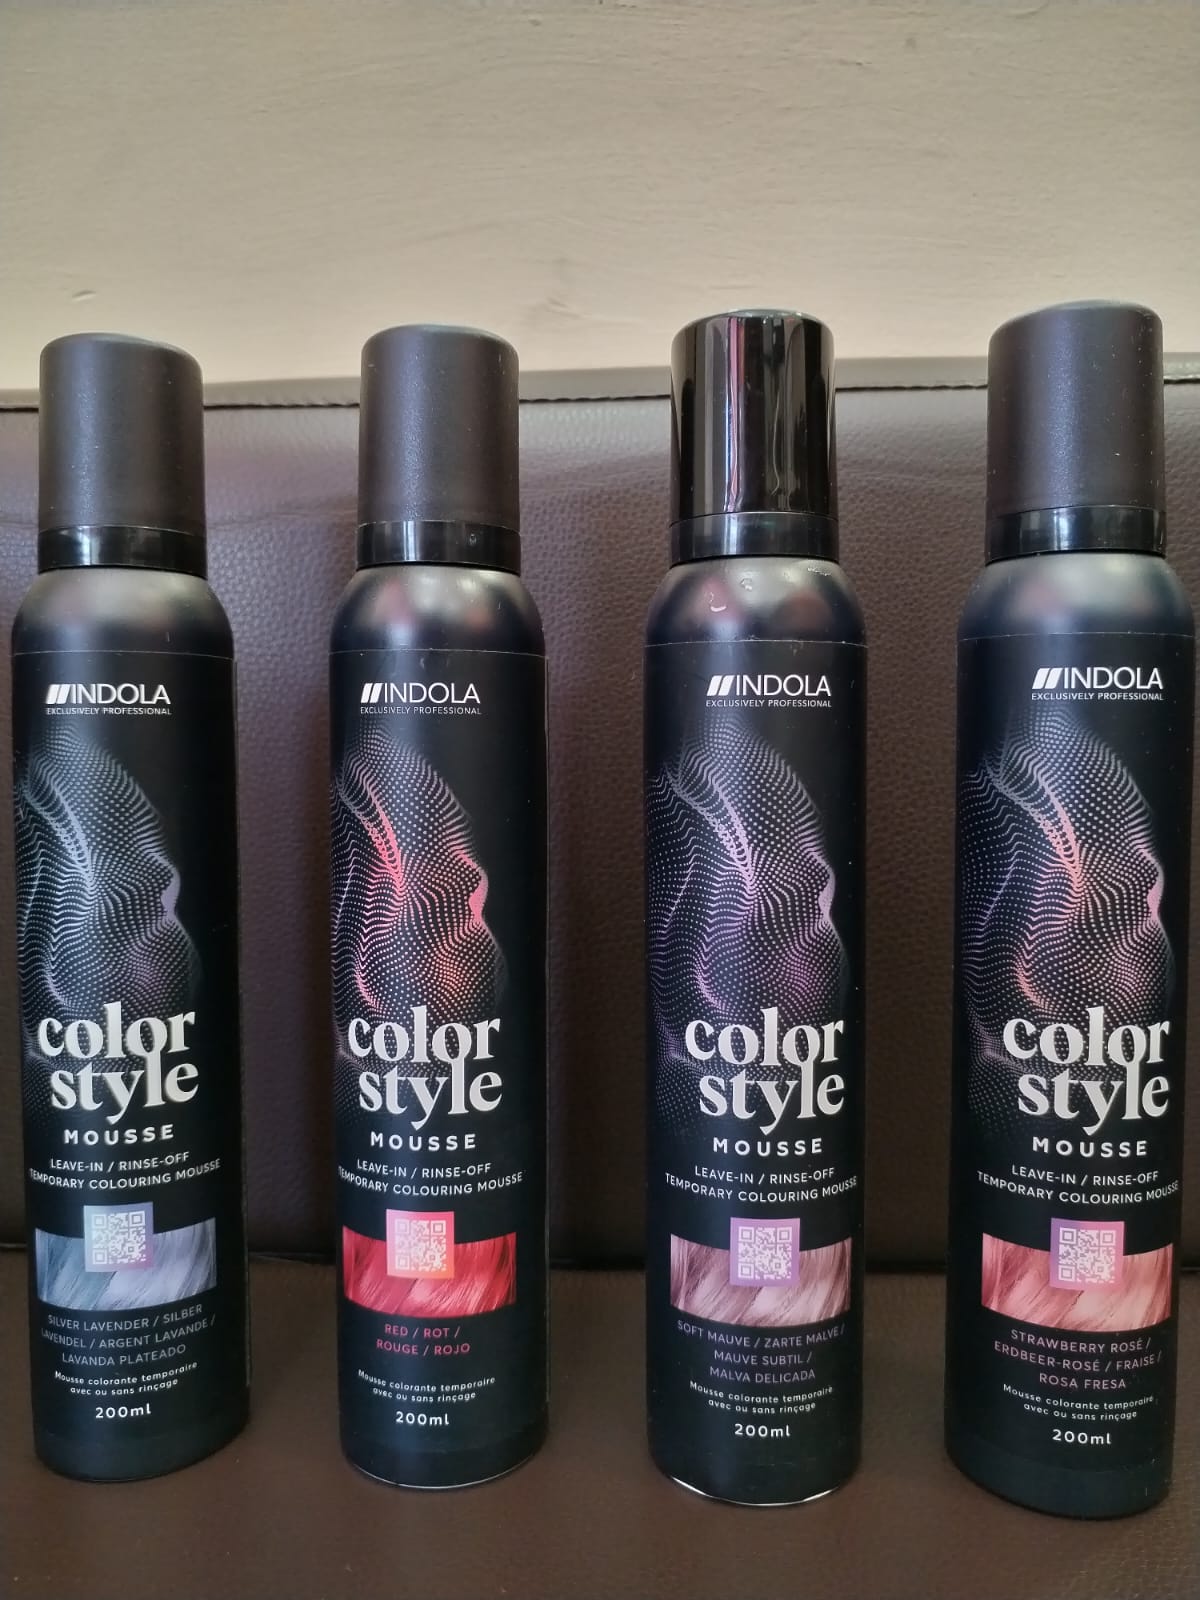 INDOLA
EXCLUSIVELY PROFESSIONAL
color
style
MOUSSE
LEAVE-IN / RINSE-OFF
TEMPORARY COLOURING MOUSSE
SILVER LAVENDER / SILBER
LAVENDEL / ARGENT LAVANDE /
LAVANDA PLATEADO
Mousse colorante temporaire
avec ou sans rinçage
200ml
INDOLA
EXCLUSIVELY PROFESSIONAL
color
style
MOUSSE
LEAVE-IN / RINSE-OFF
TEMPORARY COLOURING MOUSSE
RED / ROT /
ROUGE / ROJO
Mousse colorante temporaire
avec ou sans rinçage
200ml
INDOLA
EXCLUSIVELY PROFESSIONAL
color
style
MOUSSE
LEAVE-IN / RINSE-OFF
TEMPORARY COLOURING MOUSSE
SOFT MAUVE / ZARTE MALVE /
MAUVE SUBTIL /
MALVA DELICADA
Mousse colorante temporaire
avec ou sans rinçage
200ml
INDOLA
EXCLUSIVELY PROFESSIONAL
color
style
MOUSSE
LEAVE-IN / RINSE-OFF
TEMPORARY COLOURING MOUSSE
STRAWBERRY ROSÉ /
ERDBEER-ROSÉ / FRAISE /
ROSA FRESA
Mousse colorante temporaire
avec ou sans rinçage
200ml